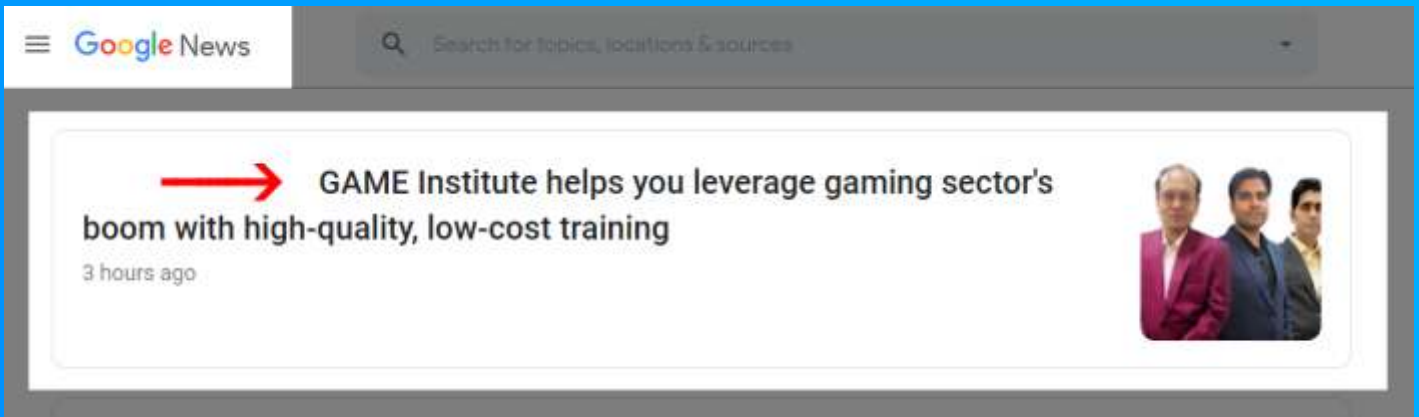 Google News
Search for topics, locations & sources
GAME Institute helps you leverage gaming sector's
boom with high-quality, low-cost training
3 hours ago